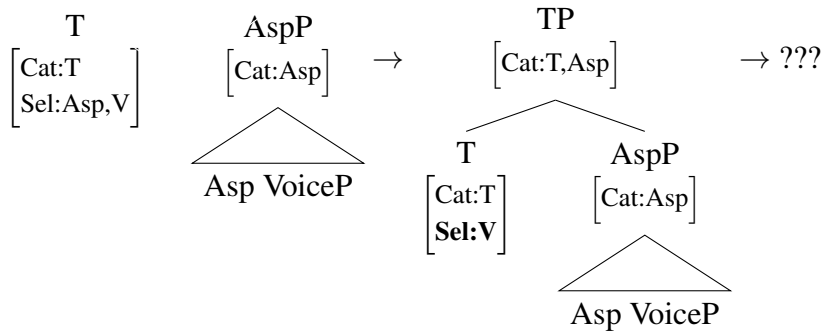 T
[Cat:T
Sel:Asp,V]
AspP
[Cat:Asp]
Asp VoiceP
→
TP
[Cat:T,Asp]
T
[Cat:T
Sel:V]
AspP
[Cat:Asp]
Asp VoiceP
→ ???